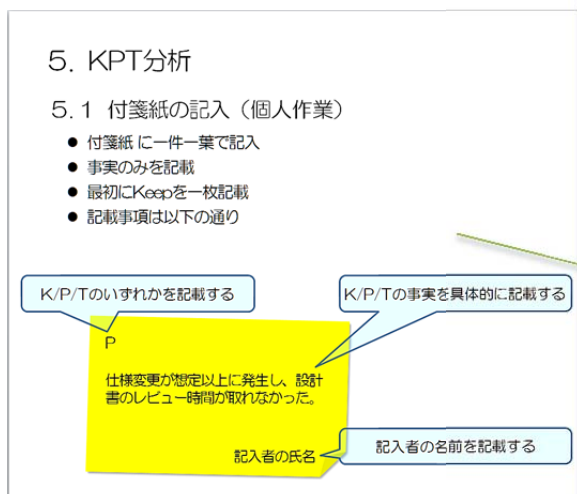 5. KPT分析
5.1 付箋紙の記入（個人作業）
● 付箋紙 に一件一葉で記入
● 事実のみを記載
● 最初にKeepを一枚記載
● 記載事項は以下の通り
K/P/Tのいずれかを記載する
K/P/Tの事実を具体的に記載する
P
仕様変更が想定以上に発生し、設計
書のレビュー時間が取れなかった。
記入者の氏名
記入者の名前を記載する